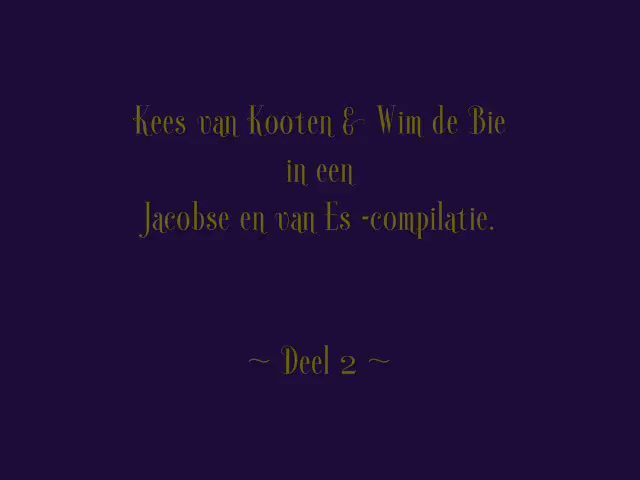 Kees van Kooten & Wim de Bie
in een
Jacobse en van Es -compilatie.
~ Deel 2 ~